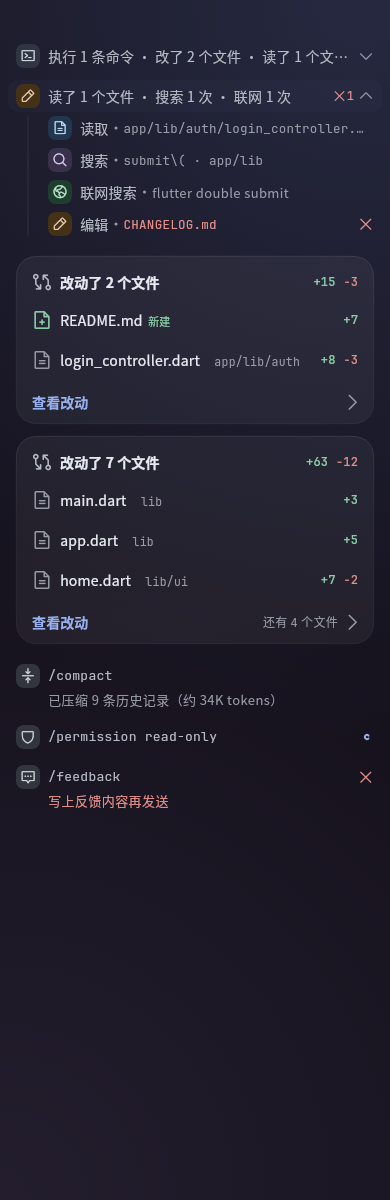 执行 1 条命令 · 改了 2 个文件 · 读了 1 个文…
读了 1 个文件 · 搜索 1 次 · 联网 1 次 ×1
读取 · app/lib/auth/login_controller.…
搜索 · submit\( · app/lib
联网搜索 · flutter double submit
编辑 · CHANGELOG.md
改动了 2 个文件 +15 -3
README.md 新建 +7
login_controller.dart app/lib/auth +8 -3
查看改动
改动了 7 个文件 +63 -12
main.dart lib +3
app.dart lib +5
home.dart lib/ui +7 -2
查看改动 还有 4 个文件
/compact
已压缩 9 条历史记录（约 34K tokens）
/permission read-only
/feedback
写上反馈内容再发送